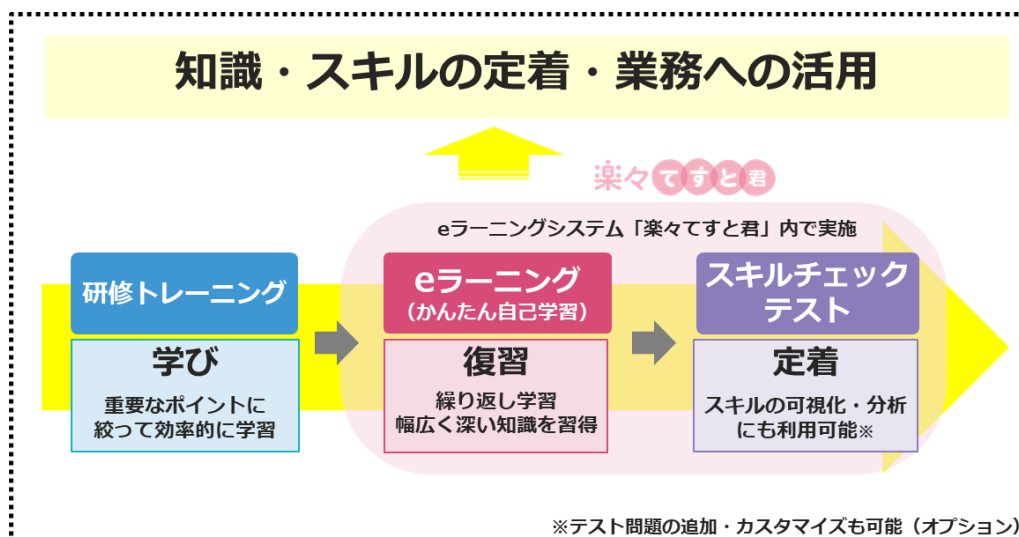 知識・スキルの定着・業務への活用
楽々てすと君
eラーニングシステム「楽々てすと君」内で実施
研修トレーニング
学び
重要なポイントに
絞って効率的に学習
eラーニング
（かんたん自己学習）
復習
繰り返し学習
幅広く深い知識を習得
スキルチェック
テスト
定着
スキルの可視化・分析
にも利用可能※
※テスト問題の追加・カスタマイズも可能（オプション）